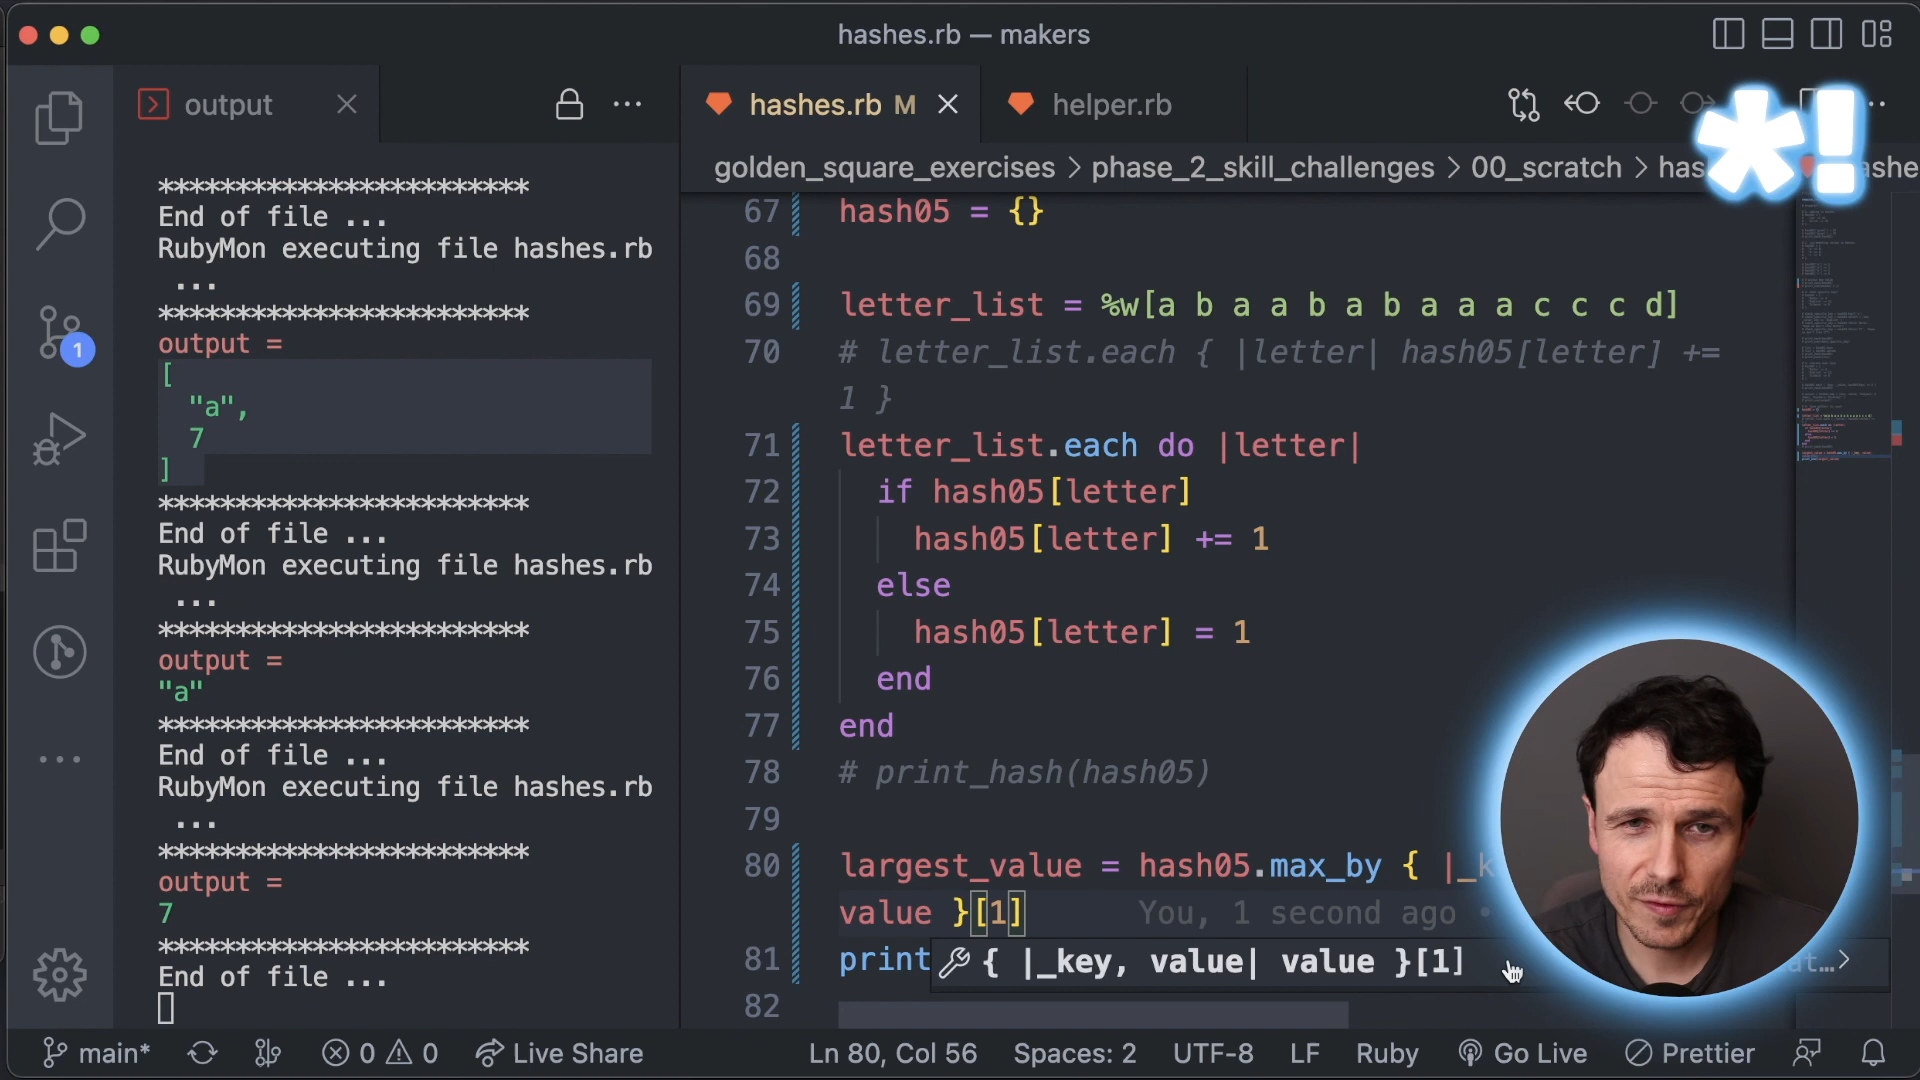 hashes.rb — makers
output
hashes.rb M
helper.rb
golden_square_exercises > phase_2_skill_challenges > 00_scratch >
************************
End of file ...
RubyMon executing file hashes.rb
...
************************
output =
[
"a",
7
]
************************
End of file ...
RubyMon executing file hashes.rb
...
************************
output =
"a"
************************
End of file ...
RubyMon executing file hashes.rb
...
************************
output =
7
************************
End of file ...
67 hash05 = {}
68
69 letter_list = %w[a b a a b a b a a a c c c d]
70 # letter_list.each { |letter| hash05[letter] +=
1 }
71 letter_list.each do |letter|
72 if hash05[letter]
73 hash05[letter] += 1
74 else
75 hash05[letter] = 1
76 end
77 end
78 # print_hash(hash05)
79
80 largest_value = hash05.max_by { |_k
value }[1] You, 1 second ago •
81 print
{ |_key, value| value }[1]
82
*!
1
main* 0 0 Live Share Ln 80, Col 56 Spaces: 2 UTF-8 LF Ruby Go Live Prettier